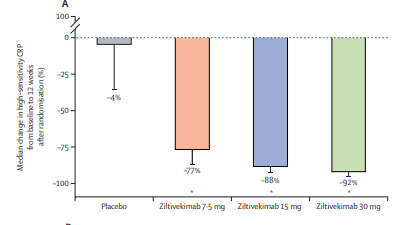 A
100
0
−25
−50
−75
−100
Median change in high-sensitivity CRP
from baseline to 12 weeks
after randomisation (%)
−4%
−77%
−88%
−92%
*
*
*
Placebo
Ziltivekimab 7·5 mg
Ziltivekimab 15 mg
Ziltivekimab 30 mg